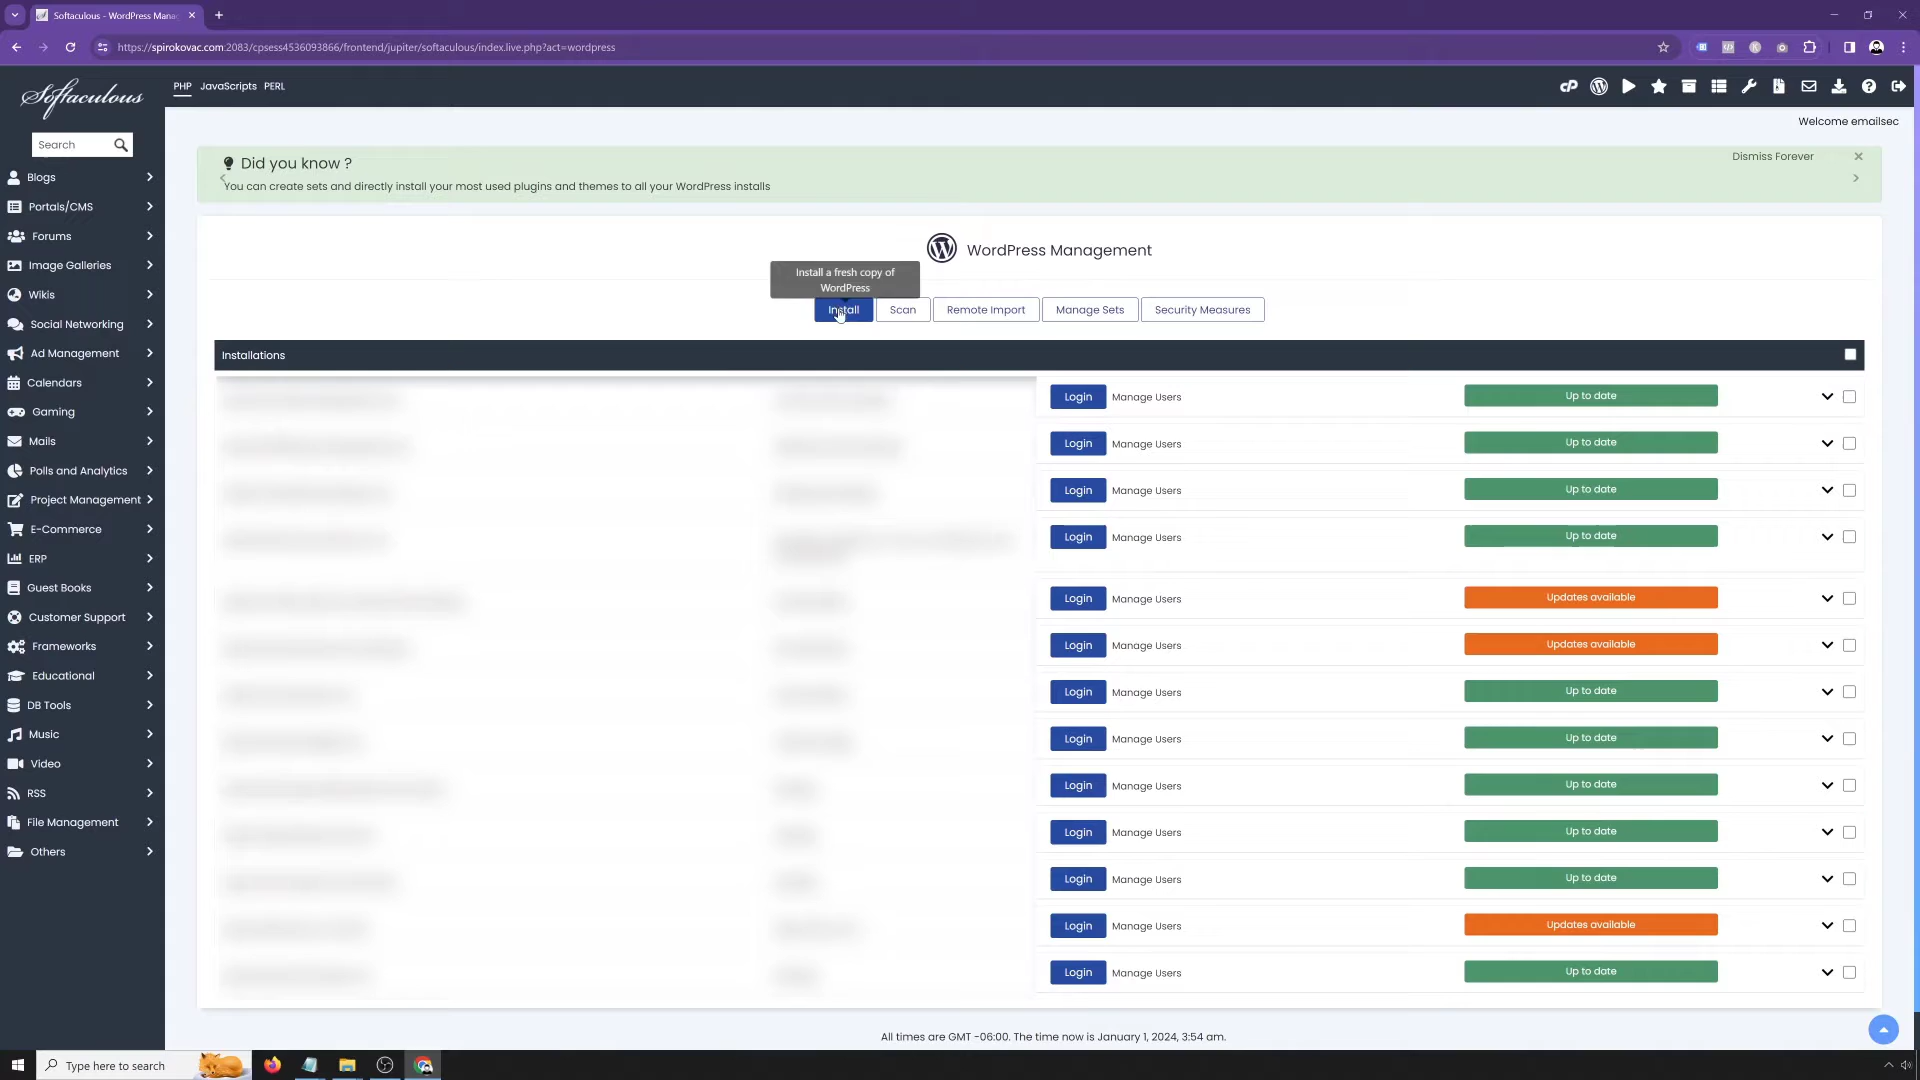 Softaculous - WordPress Mana
https://spirokovac.com:2083/cpsess4536093866/frontend/jupiter/softaculous/index.live.php?act=wordpress
Softaculous
PHP JavaScripts PERL
Welcome emailsec
Search
Blogs
Portals/CMS
Forums
Image Galleries
Wikis
Social Networking
Ad Management
Calendars
Gaming
Mails
Polls and Analytics
Project Management
E-Commerce
ERP
Guest Books
Customer Support
Frameworks
Educational
DB Tools
Music
Video
RSS
File Management
Others
Did you know ?
Dismiss Forever
You can create sets and directly install your most used plugins and themes to all your WordPress installs
WordPress Management
Install a fresh copy of
WordPress
Install Scan Remote Import Manage Sets Security Measures
Installations
Login Manage Users Up to date
Login Manage Users Up to date
Login Manage Users Up to date
Login Manage Users Up to date
Login Manage Users Updates available
Login Manage Users Updates available
Login Manage Users Up to date
Login Manage Users Up to date
Login Manage Users Up to date
Login Manage Users Up to date
Login Manage Users Up to date
Login Manage Users Updates available
Login Manage Users Up to date
All times are GMT -06:00. The time now is January 1, 2024, 3:54 am.
Type here to search